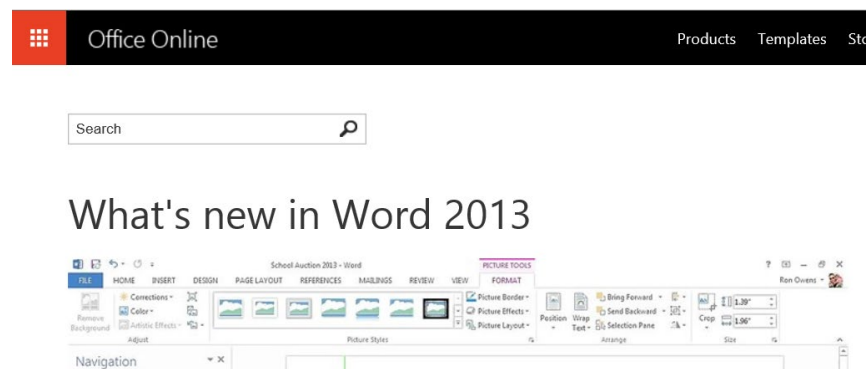 Office Online Products Templates Sto
Search
What's new in Word 2013
School Auction 2013 - Word PICTURE TOOLS ?
FILE HOME INSERT DESIGN PAGE LAYOUT REFERENCES MAILINGS REVIEW VIEW FORMAT Ron Owens
Corrections Picture Border Bring Forward 1.39"
Remove Color Picture Effects Position Wrap Send Backward Crop 1.96"
Background Artistic Effects Picture Layout Text Selection Pane
Adjust Picture Styles Arrange Size
Navigation